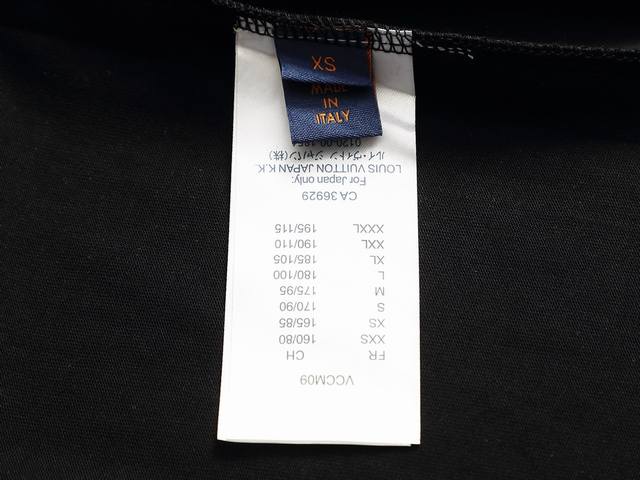 XS
MADE
IN
ITALY
VCCM09
FR CH
XXS 160/80
XS 165/85
S 170/90
M 175/95
L 180/100
XL 185/105
XXL 190/110
XXXL 195/115
CA 36929
For Japan only:
LOUIS VUITTON JAPAN K.K.
ルイ・ヴィトン ジャパン(株)